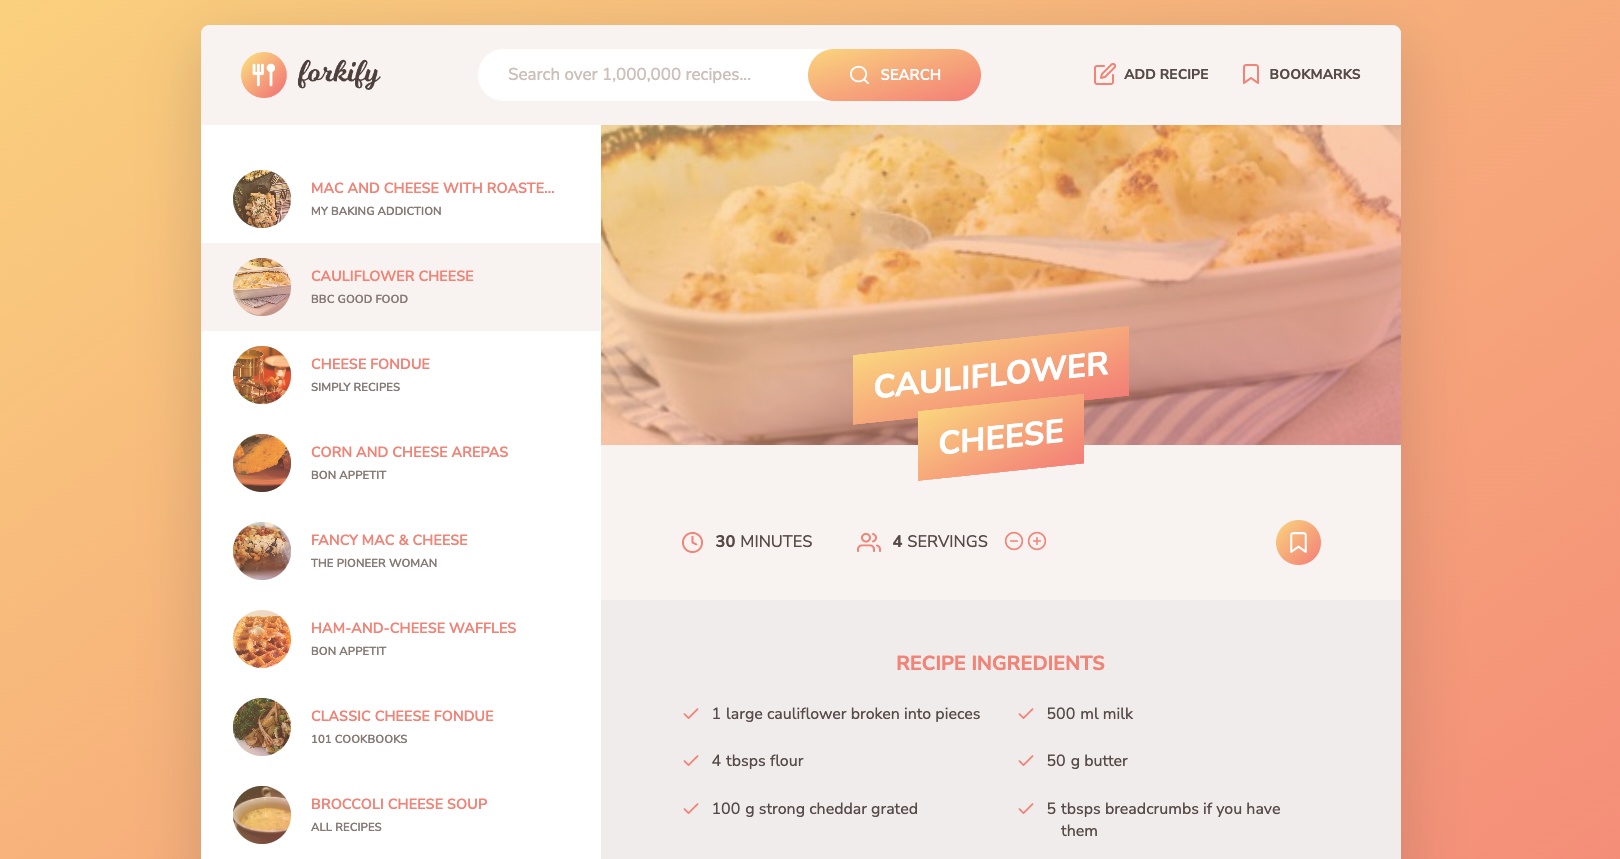 forkify
Search over 1,000,000 recipes...
SEARCH
ADD RECIPE
BOOKMARKS
MAC AND CHEESE WITH ROASTE...
MY BAKING ADDICTION
CAULIFLOWER CHEESE
BBC GOOD FOOD
CHEESE FONDUE
SIMPLY RECIPES
CORN AND CHEESE AREPAS
BON APPETIT
FANCY MAC & CHEESE
THE PIONEER WOMAN
HAM-AND-CHEESE WAFFLES
BON APPETIT
CLASSIC CHEESE FONDUE
101 COOKBOOKS
BROCCOLI CHEESE SOUP
ALL RECIPES
CAULIFLOWER
CHEESE
30 MINUTES
4 SERVINGS
RECIPE INGREDIENTS
1 large cauliflower broken into pieces
500 ml milk
4 tbsps flour
50 g butter
100 g strong cheddar grated
5 tbsps breadcrumbs if you have
them